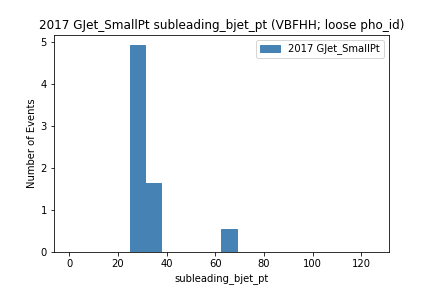 2017 GJet_SmallPt subleading_bjet_pt (VBFHH; loose pho_id)
2017 GJet_SmallPt
Number of Events
5
4
3
2
1
0
0 20 40 60 80 100 120
subleading_bjet_pt